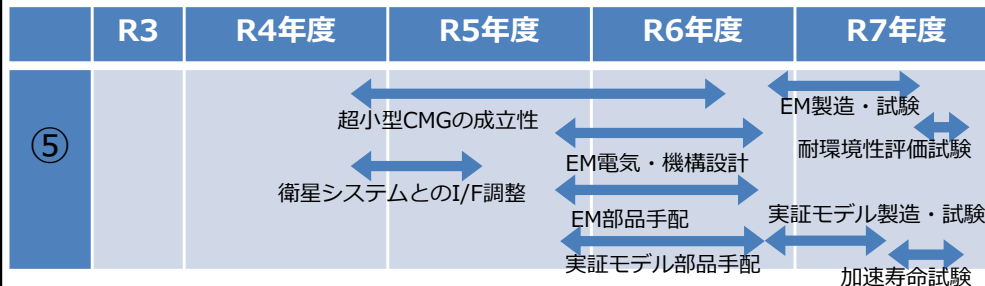 R3 R4年度 R5年度 R6年度 R7年度
⑤
超小型CMGの成立性
衛星システムとのI/F調整
EM電気・機構設計
EM部品手配
実証モデル部品手配
EM製造・試験
耐環境性評価試験
実証モデル製造・試験
加速寿命試験